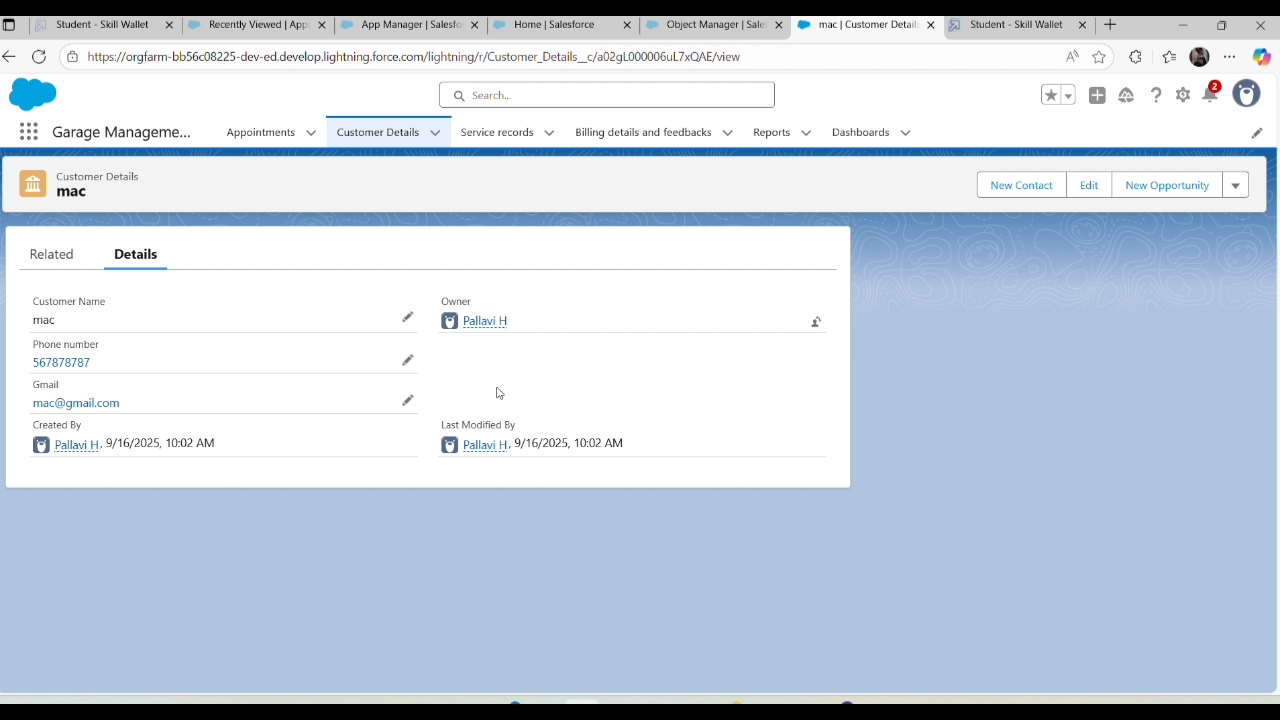 Student - Skill Wallet
Recently Viewed | App
App Manager | Salesfo
Home | Salesforce
Object Manager | Sale
mac | Customer Detail
Student - Skill Wallet
https://orgfarm-bb56c08225-dev-ed.develop.lightning.force.com/lightning/r/Customer_Details__c/a02gL000006uL7xQAE/view
Search...
2
Garage Manageme...
Appointments
Customer Details
Service records
Billing details and feedbacks
Reports
Dashboards
Customer Details
mac
New Contact
Edit
New Opportunity
Related
Details
Customer Name
mac
Owner
Pallavi H
Phone number
567878787
Gmail
mac@gmail.com
Created By
Pallavi H, 9/16/2025, 10:02 AM
Last Modified By
Pallavi H, 9/16/2025, 10:02 AM